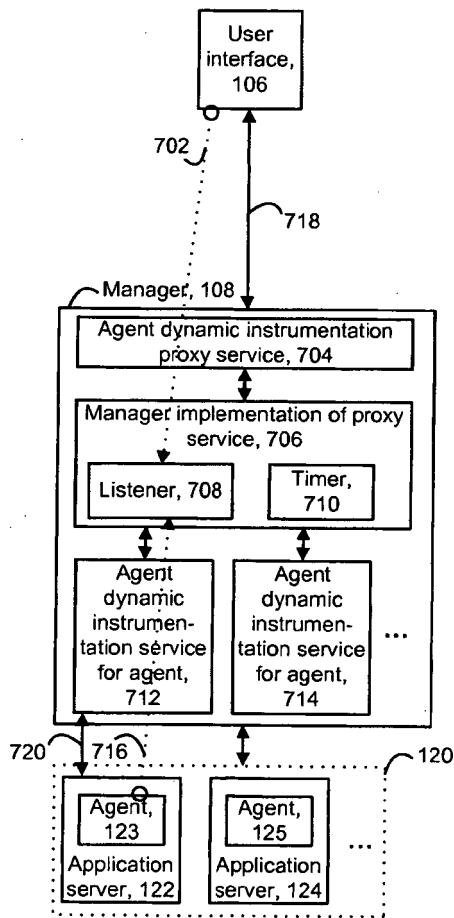 User
interface,
106
702
718
Manager, 108
Agent dynamic instrumentation
proxy service, 704
Manager implementation of proxy
service, 706
Listener, 708
Timer,
710
Agent
dynamic
instrumen-
tation service
for agent,
712
Agent
dynamic
instrumen-
tation service
for agent,
714
...
720
716
120
Agent,
123
Application
server, 122
Agent,
125
Application
server, 124
...